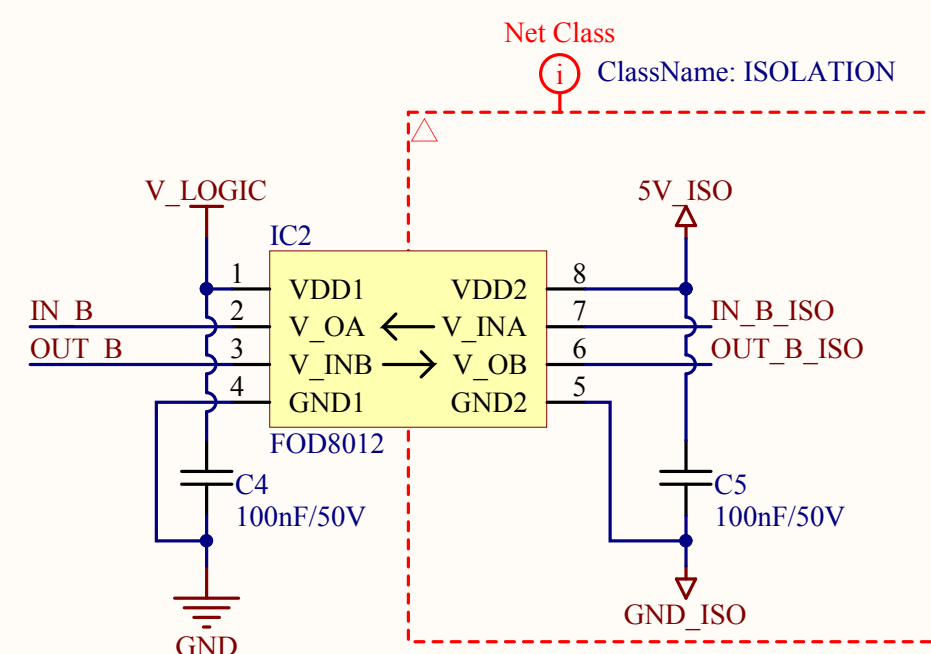 Net Class
i ClassName: ISOLATION
V_LOGIC 5V_ISO
IC2
1 VDD1 VDD2 8
IN_B 2 V_OA V_INA 7 IN_B_ISO
OUT_B 3 V_INB V_OB 6 OUT_B_ISO
4 GND1 GND2 5
FOD8012
C4 C5
100nF/50V 100nF/50V
GND_ISO
GND